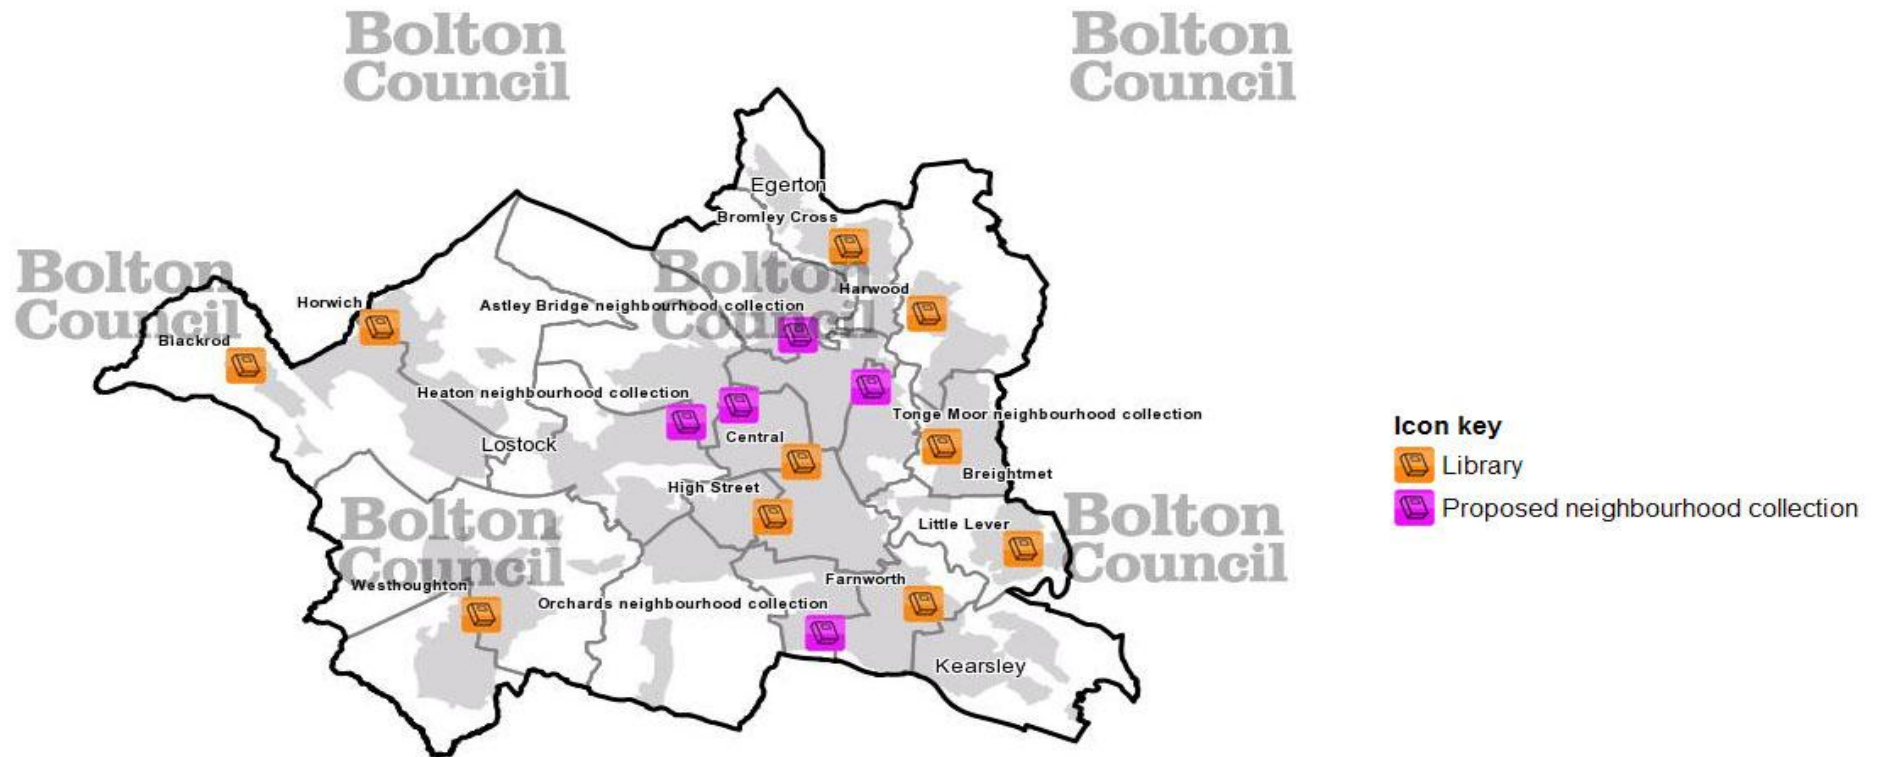 Bolton
Council
Bolton
Council
Egerton
Bromley Cross
Bolton
Council
Bolton
Council
Harwood
Horwich
Astley Bridge neighbourhood collection
Blackrod
Heaton neighbourhood collection
Tonge Moor neighbourhood collection
Central
Lostock
Breightmet
High Street
Bolton
Council
Bolton
Council
Little Lever
Farnworth
Westhoughton
Orchards neighbourhood collection
Kearsley
Icon key
Library
Proposed neighbourhood collection